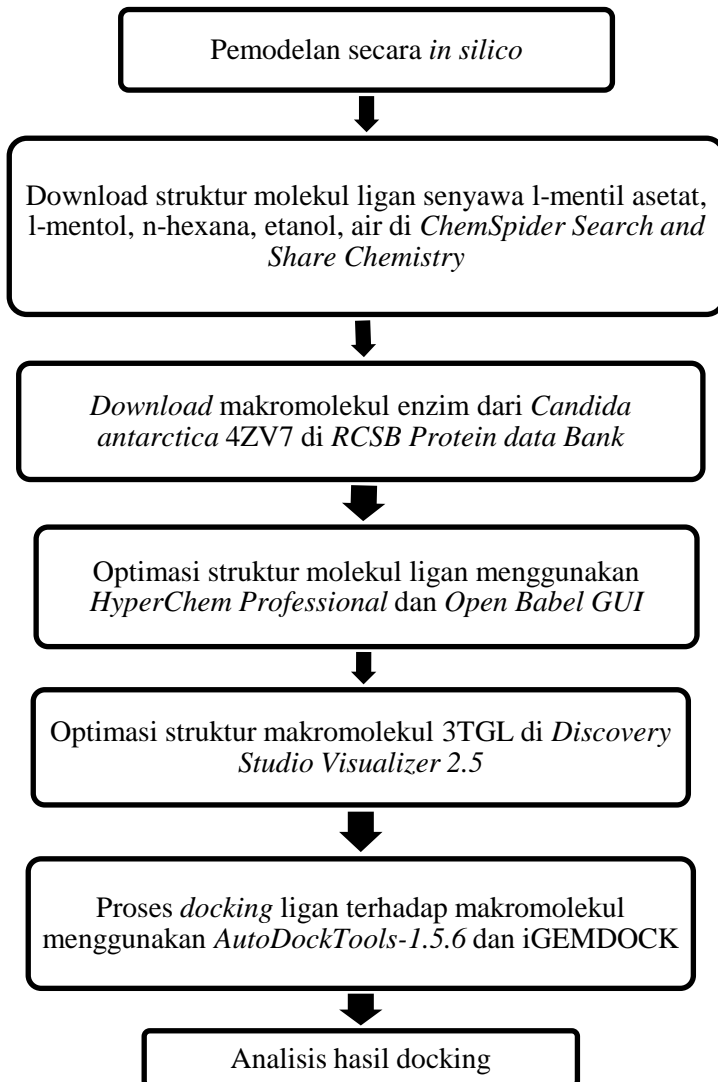 Pemodelan secara in silico
Download struktur molekul ligan senyawa l-mentil asetat,
l-mentol, n-hexana, etanol, air di ChemSpider Search and
Share Chemistry
Download makromolekul enzim dari Candida
antarctica 4ZV7 di RCSB Protein data Bank
Optimasi struktur molekul ligan menggunakan
HyperChem Professional dan Open Babel GUI
Optimasi struktur makromolekul 3TGL di Discovery
Studio Visualizer 2.5
Proses docking ligan terhadap makromolekul
menggunakan AutoDockTools-1.5.6 dan iGEMDOCK
Analisis hasil docking